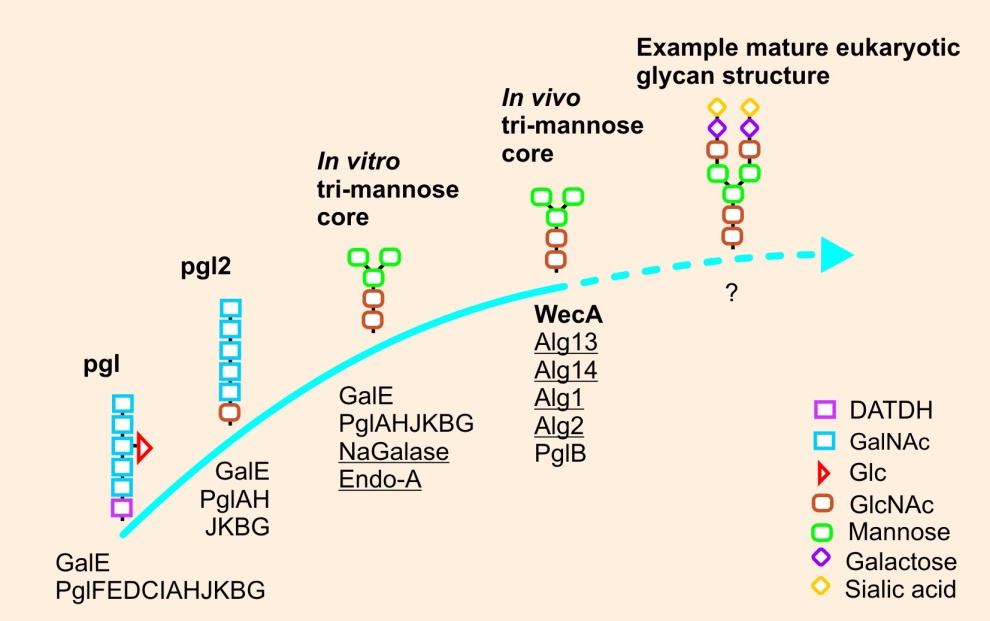 Example mature eukaryotic
glycan structure
In vivo
tri-mannose
core
In vitro
tri-mannose
core
pgl2
pgl
?
WecA
Alg13
Alg14
Alg1
Alg2
PglB
GalE
PglAHJKBG
NaGalase
Endo-A
GalE
PglAH
JKBG
GalE
PglFEDCIAHJKBG
DATDH
GalNAc
Glc
GlcNAc
Mannose
Galactose
Sialic acid